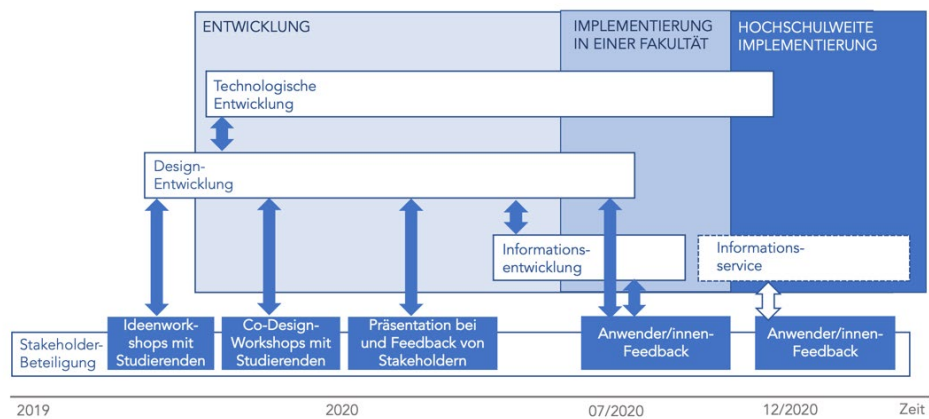 ENTWICKLUNG
IMPLEMENTIERUNG
IN EINER FAKULTÄT
HOCHSCHULWEITE
IMPLEMENTIERUNG
Technologische
Entwicklung
Design-
Entwicklung
Informations-
entwicklung
Informations-
service
Stakeholder-
Beteiligung
Ideenwork-
shops mit
Studierenden
Co-Design-
Workshops mit
Studierenden
Präsentation bei
und Feedback von
Stakeholdern
Anwender/innen-
Feedback
Anwender/innen-
Feedback
2019
2020
07/2020
12/2020
Zeit